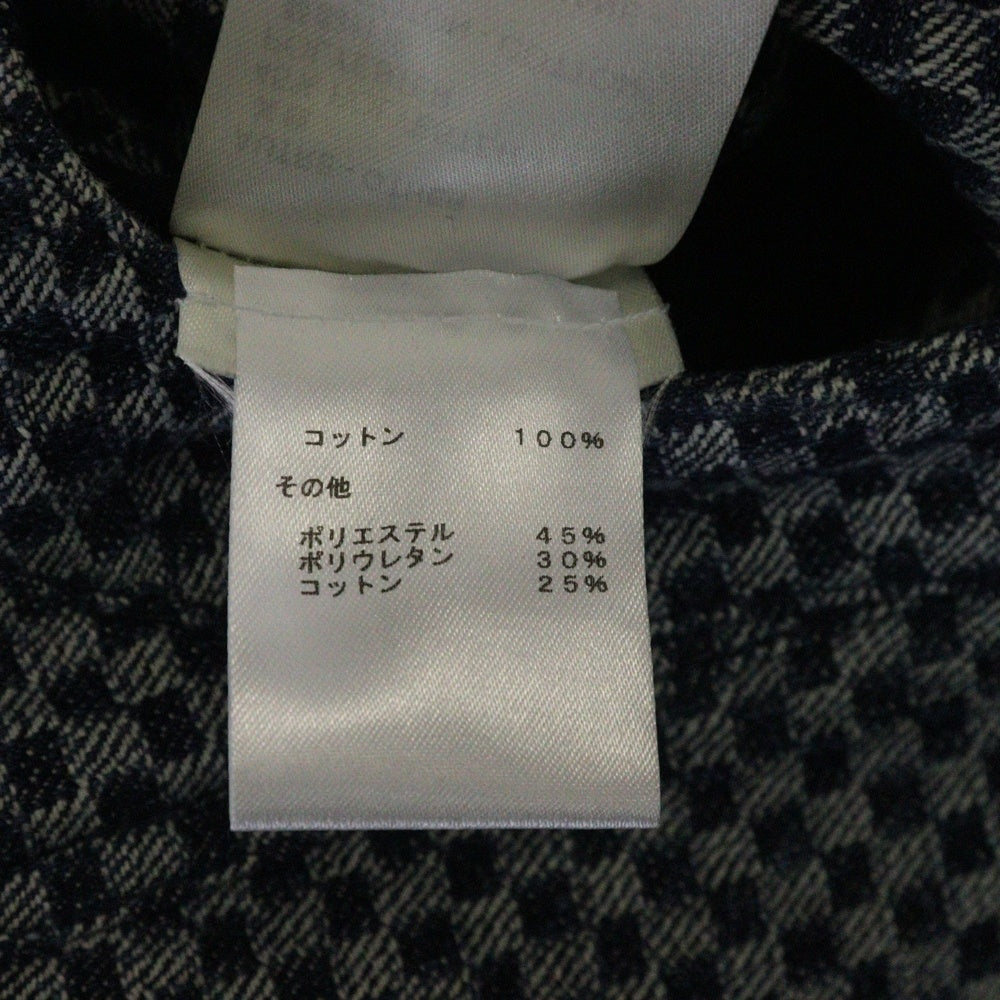 コットン 100%
その他
ポリエステル 45%
ポリウレタン 30%
コットン 25%